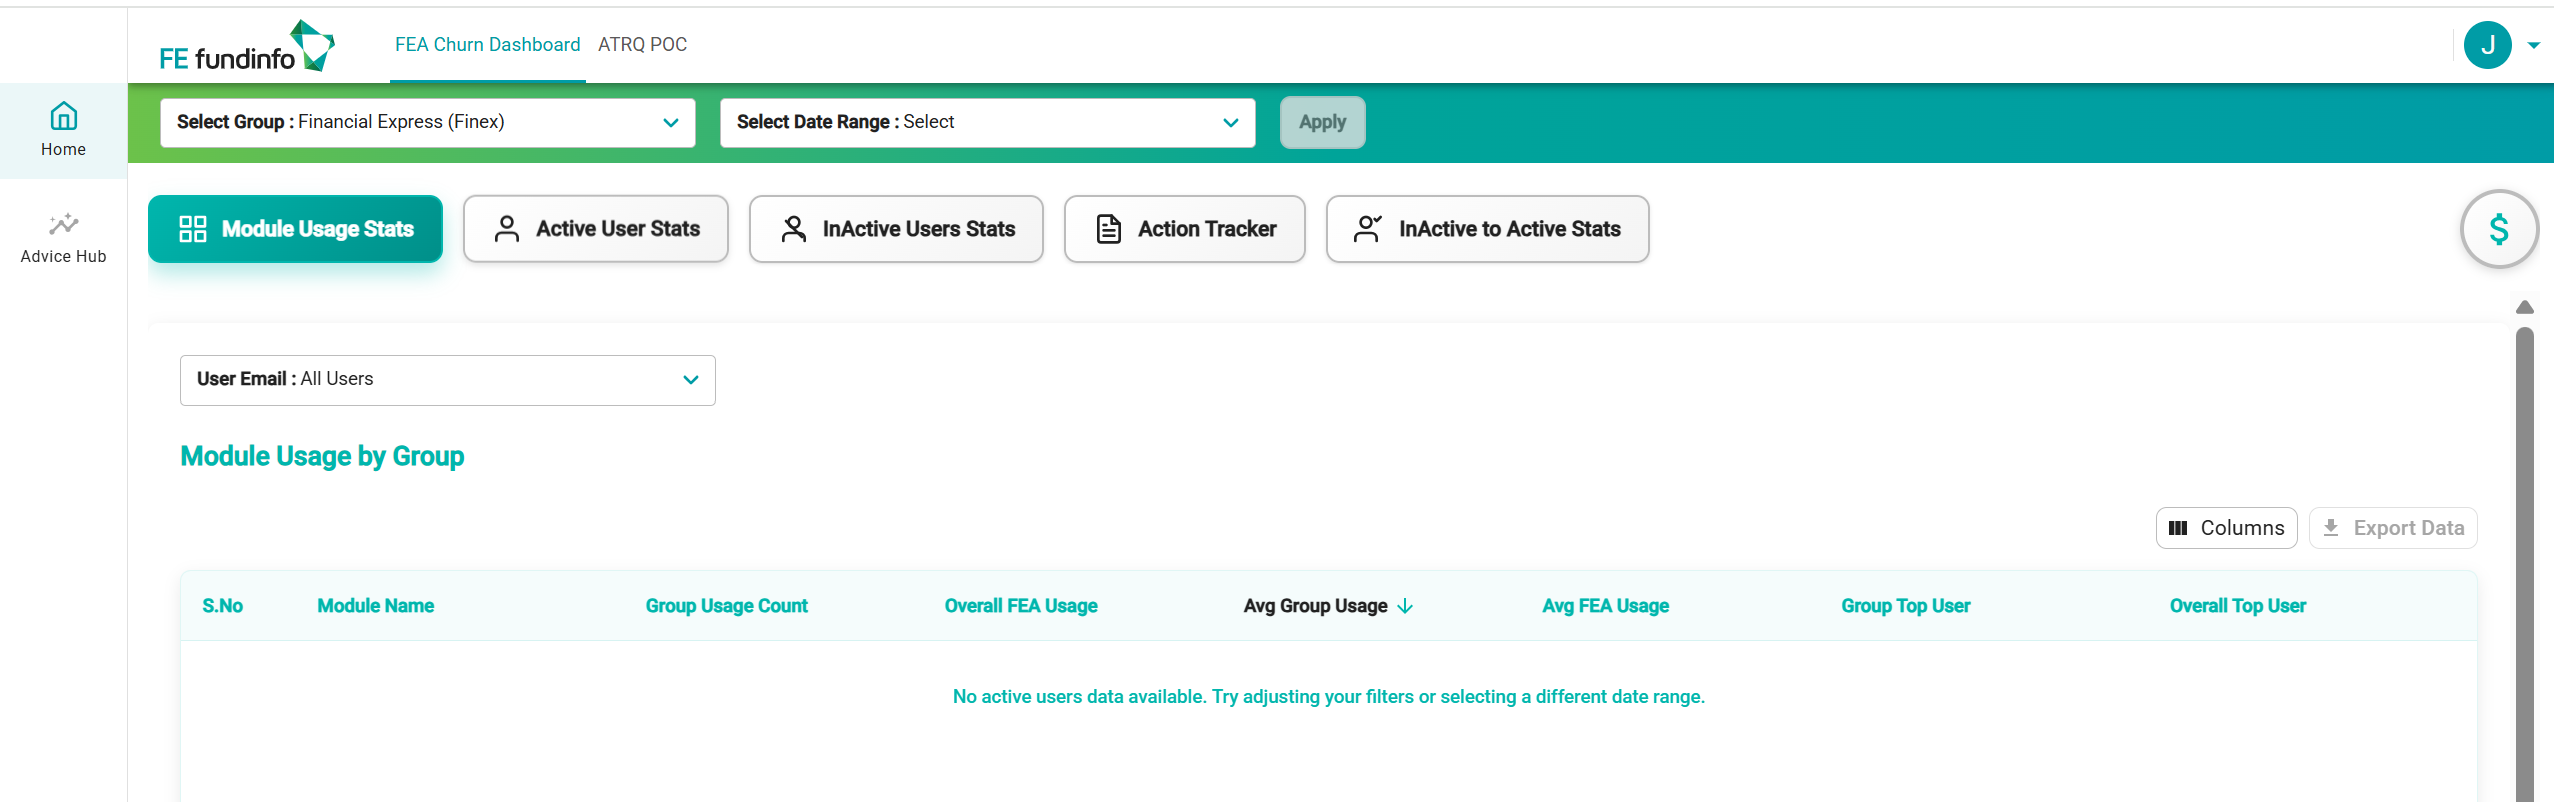 FE fundinfo
FEA Churn Dashboard ATRQ POC
J
Home
Advice Hub
Select Group : Financial Express (Finex)
Select Date Range : Select
Apply
Module Usage Stats
Active User Stats
InActive Users Stats
Action Tracker
InActive to Active Stats
$
User Email : All Users
Module Usage by Group
Columns
Export Data
S.No Module Name Group Usage Count Overall FEA Usage Avg Group Usage Avg FEA Usage Group Top User Overall Top User
No active users data available. Try adjusting your filters or selecting a different date range.